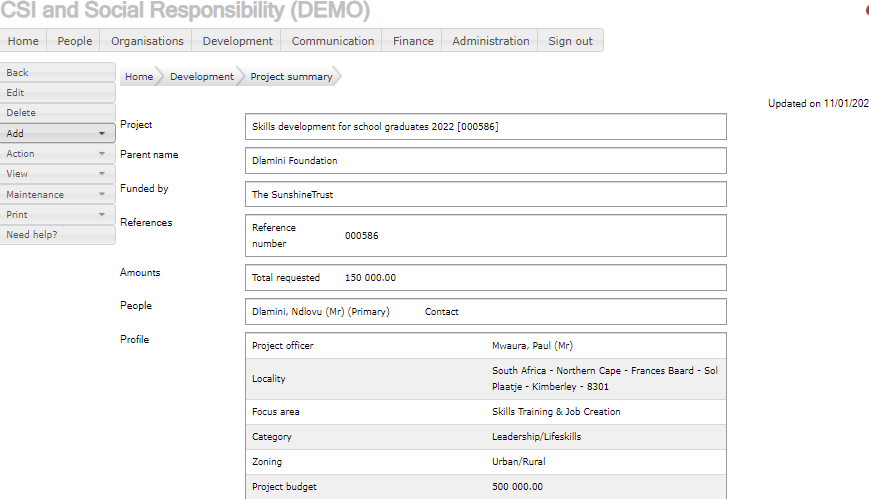 CSI and Social Responsibility (DEMO)
Home People Organisations Development Communication Finance Administration Sign out
Back
Edit
Delete
Add
Action
View
Maintenance
Print
Need help?
Home Development Project summary
Updated on 11/01/202
Project Skills development for school graduates 2022 [000586]
Parent name Dlamini Foundation
Funded by The SunshineTrust
References Reference number 000586
Amounts Total requested 150 000.00
People Dlamini, Ndlovu (Mr) (Primary) Contact
Profile
Project officer Mwaura, Paul (Mr)
Locality South Africa - Northern Cape - Frances Baard - Sol
Plaatje - Kimberley - 8301
Focus area Skills Training & Job Creation
Category Leadership/Lifeskills
Zoning Urban/Rural
Project budget 500 000.00